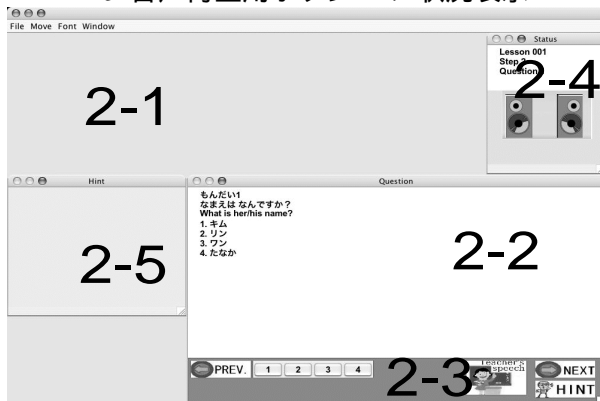 File Move Font Window
Status
Lesson 001
Step 2
Question
2-4
2-1
Hint
2-5
Question
もんだい1
なまえは なんですか?
What is her/his name?
1. キム
2. リン
3. ワン
4. たなか
2-2
PREV. 1 2 3 4
2-3
Teacher's
speech
NEXT
HINT